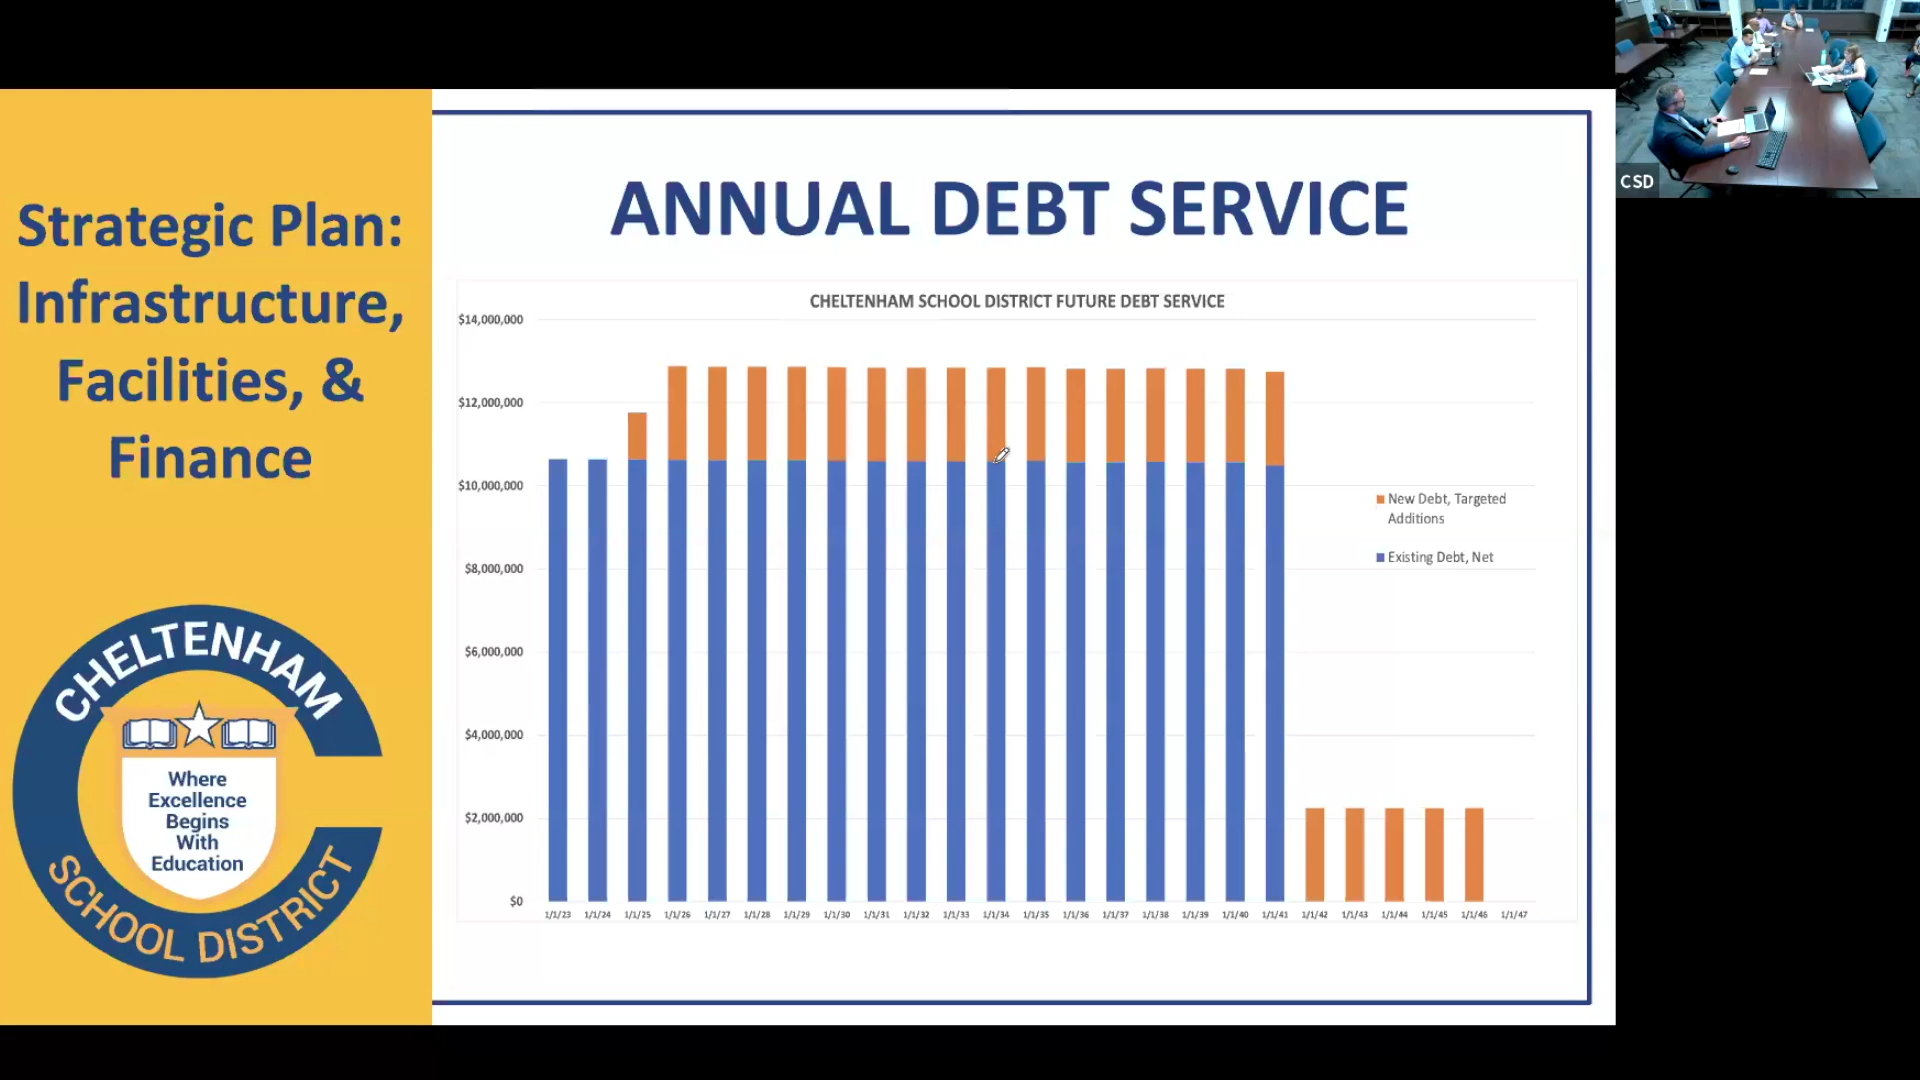 CSD
Strategic Plan:
Infrastructure,
Facilities, &
Finance
CHELTENHAM
Where
Excellence
Begins
With
Education
SCHOOL DISTRICT
ANNUAL DEBT SERVICE
CHELTENHAM SCHOOL DISTRICT FUTURE DEBT SERVICE
$14,000,000
$12,000,000
$10,000,000
$8,000,000
$6,000,000
$4,000,000
$2,000,000
$0
1/1/23 1/1/24 1/1/25 1/1/26 1/1/27 1/1/28 1/1/29 1/1/30 1/1/31 1/1/32 1/1/33 1/1/34 1/1/35 1/1/36 1/1/37 1/1/38 1/1/39 1/1/40 1/1/41 1/1/42 1/1/43 1/1/44 1/1/45 1/1/46 1/1/47
New Debt, Targeted
Additions
Existing Debt, Net